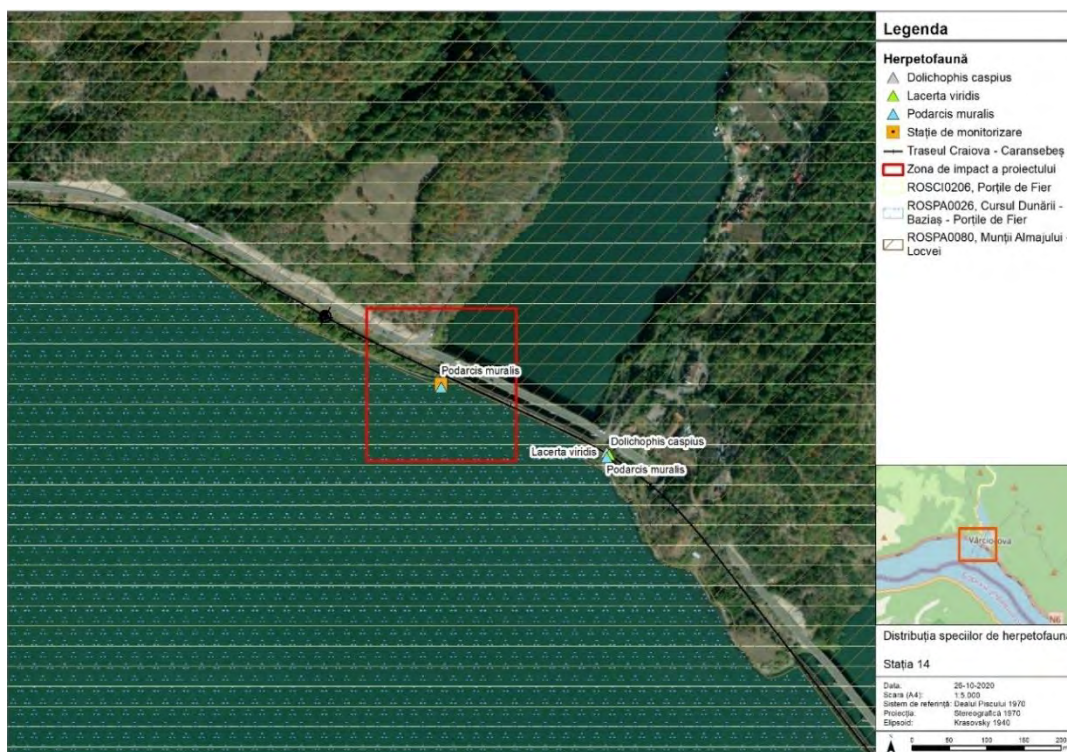 Legenda
Herpetofaună
Dolichophis caspius
Lacerta viridis
Podarcis muralis
Stație de monitorizare
Traseul Craiova - Caransebeș
Zona de impact a proiectului
ROSCI0206, Porțile de Fier
ROSPA0026, Cursul Dunării -
Baziaș - Porțile de Fier
ROSPA0080, Munții Almajului
Locvei
Podarcis muralis
Dolichophis caspius
Lacerta viridis
Podarcis muralis
Vârciorova
N6
Distribuția speciilor de herpetofaună
Stația 14
Data: 26-10-2020
Scara (A4): 1:5.000
Sistem de referință: Dealul Piscului 1970
Proiecția: Stereografică 1970
Elipsoid: Krasovsky 1940
0 50 100 150 200